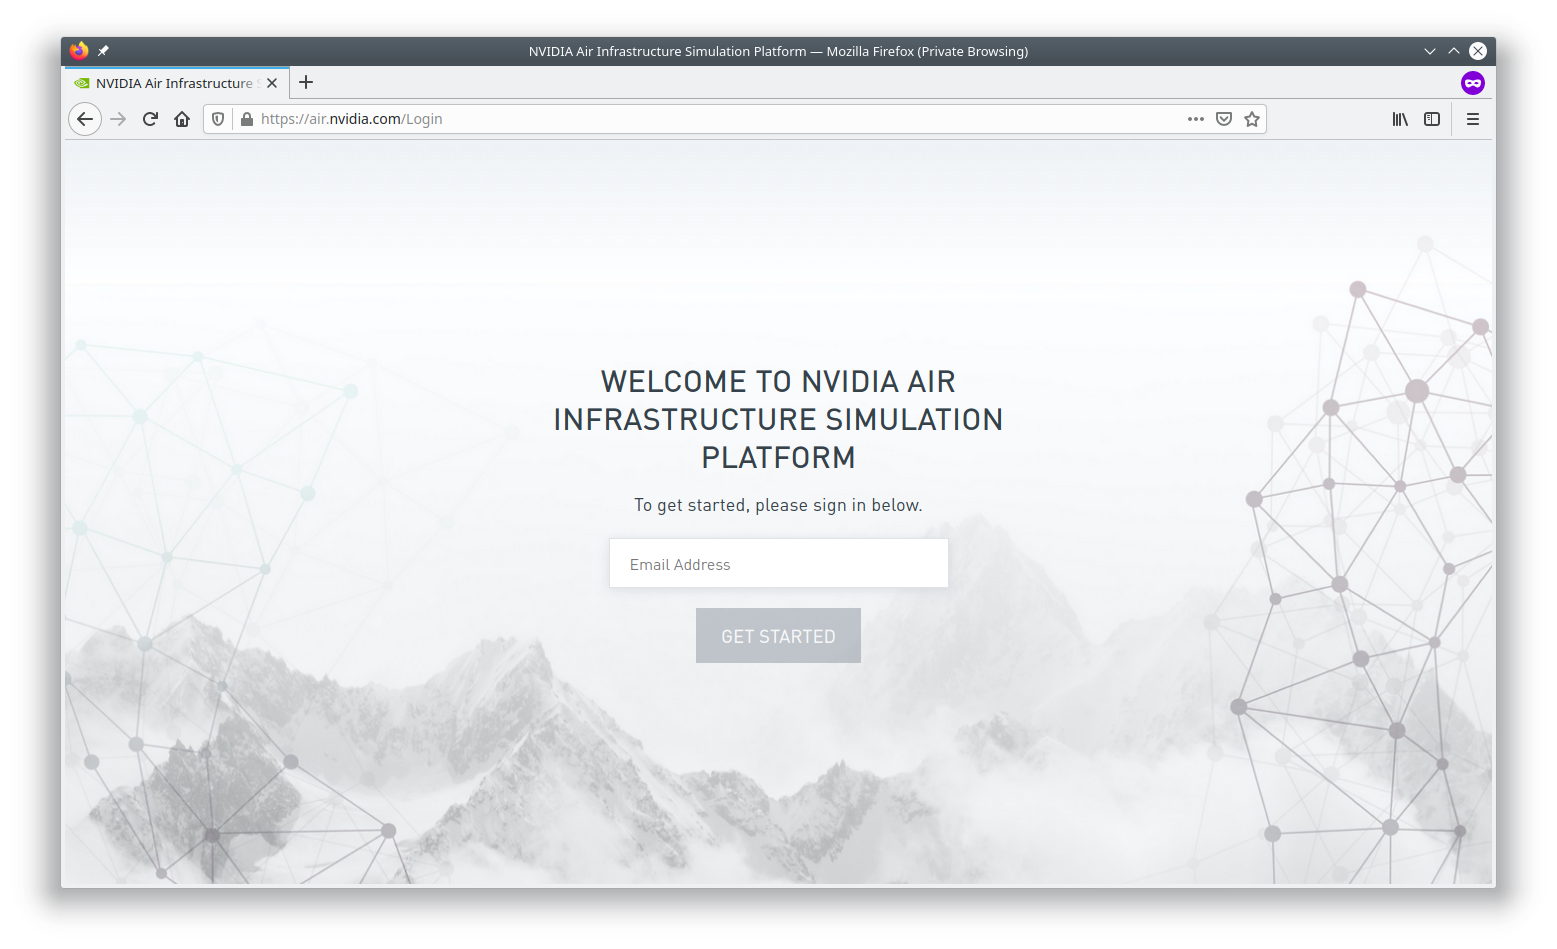 NVIDIA Air Infrastructure Simulation Platform — Mozilla Firefox (Private Browsing)
NVIDIA Air Infrastructure S
https://air.nvidia.com/Login
WELCOME TO NVIDIA AIR
INFRASTRUCTURE SIMULATION
PLATFORM
To get started, please sign in below.
Email Address
GET STARTED